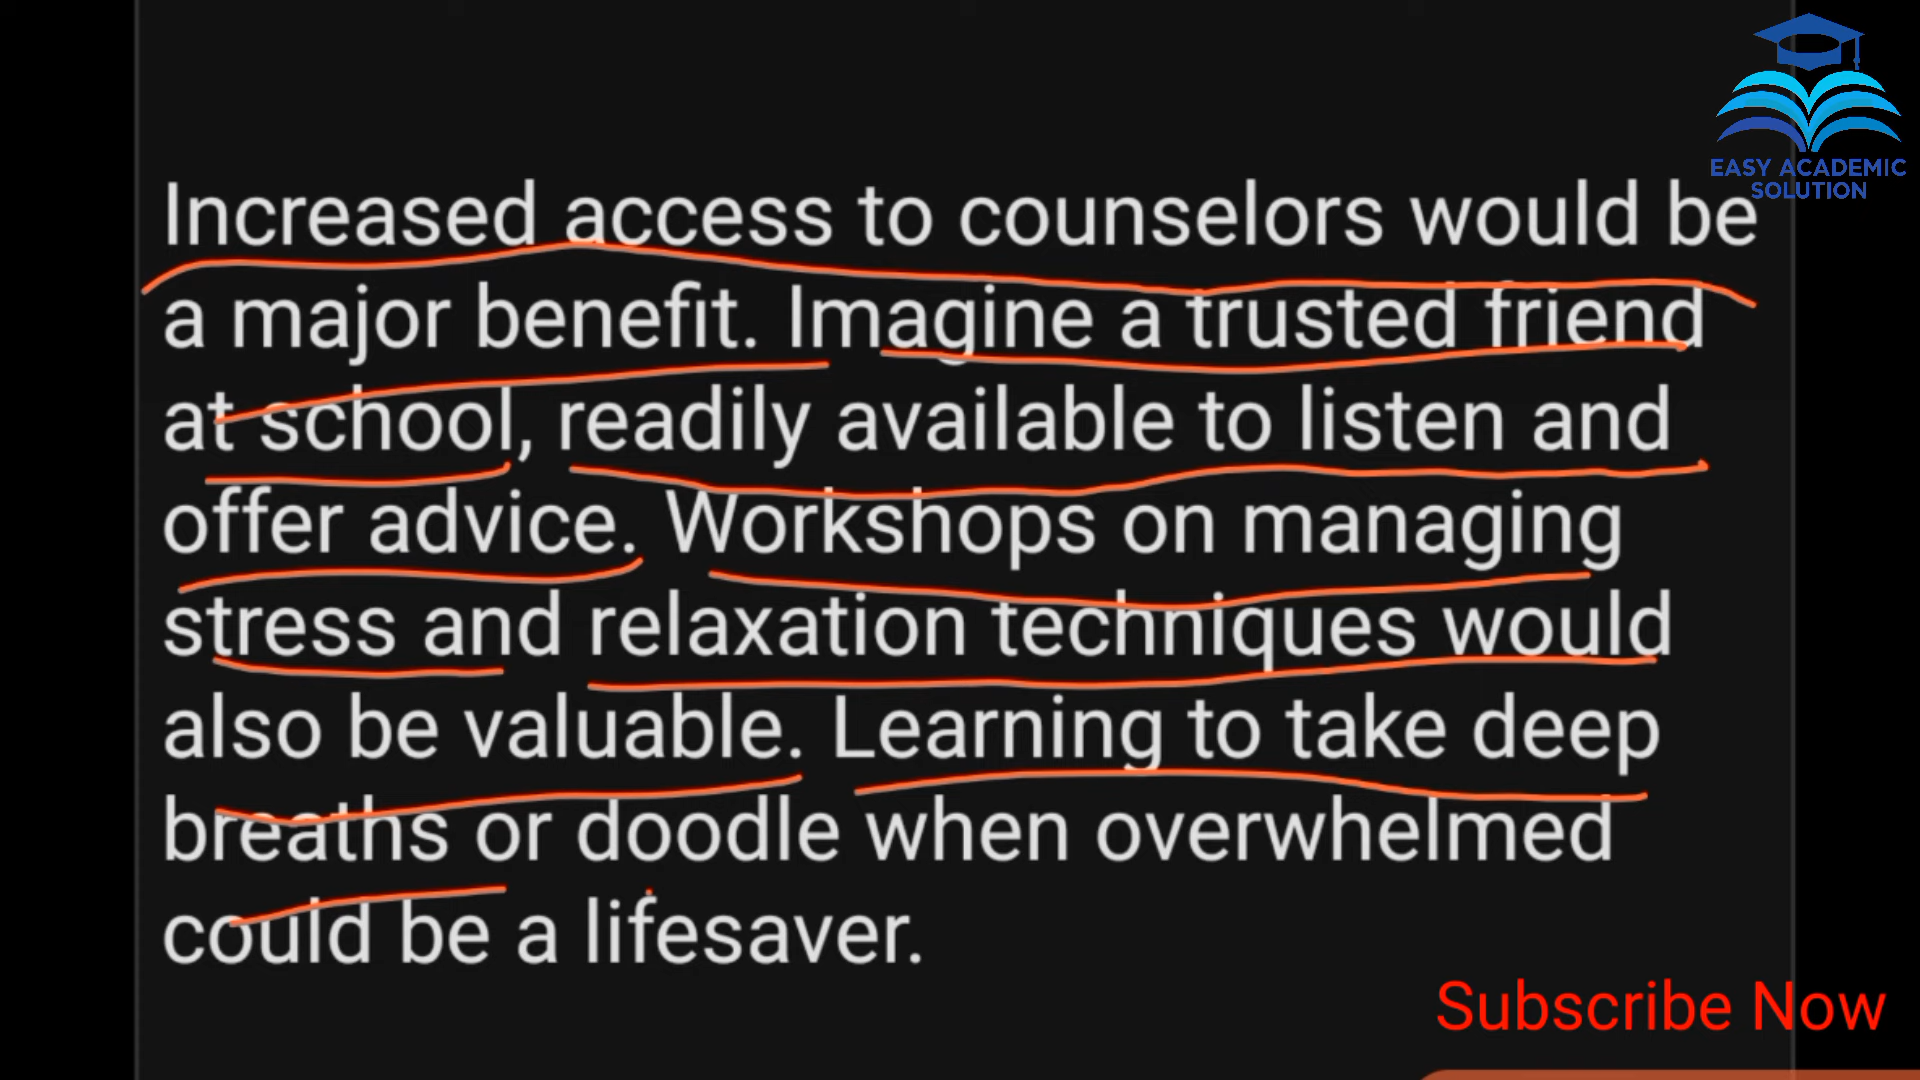 EASY ACADEMIC
SOLUTION
Increased access to counselors would be
a major benefit. Imagine a trusted friend
at school, readily available to listen and
offer advice. Workshops on managing
stress and relaxation techniques would
also be valuable. Learning to take deep
breaths or doodle when overwhelmed
could be a lifesaver.
Subscribe Now